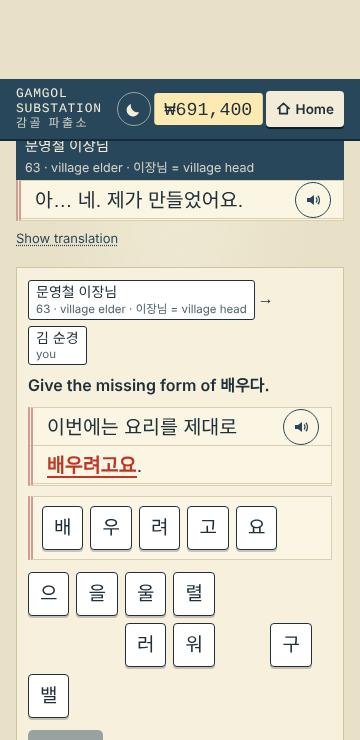 GAMGOL
SUBSTATION
감골 파출소
₩691,400
Home
문영철 이장님
63 · village elder · 이장님 = village head
아… 네. 제가 만들었어요.
Show translation
문영철 이장님
63 · village elder · 이장님 = village head
→
김 순경
you
Give the missing form of 배우다.
이번에는 요리를 제대로
배우려고요.
배 우 려 고 요
으 을 울 렬
러 워 구
밸